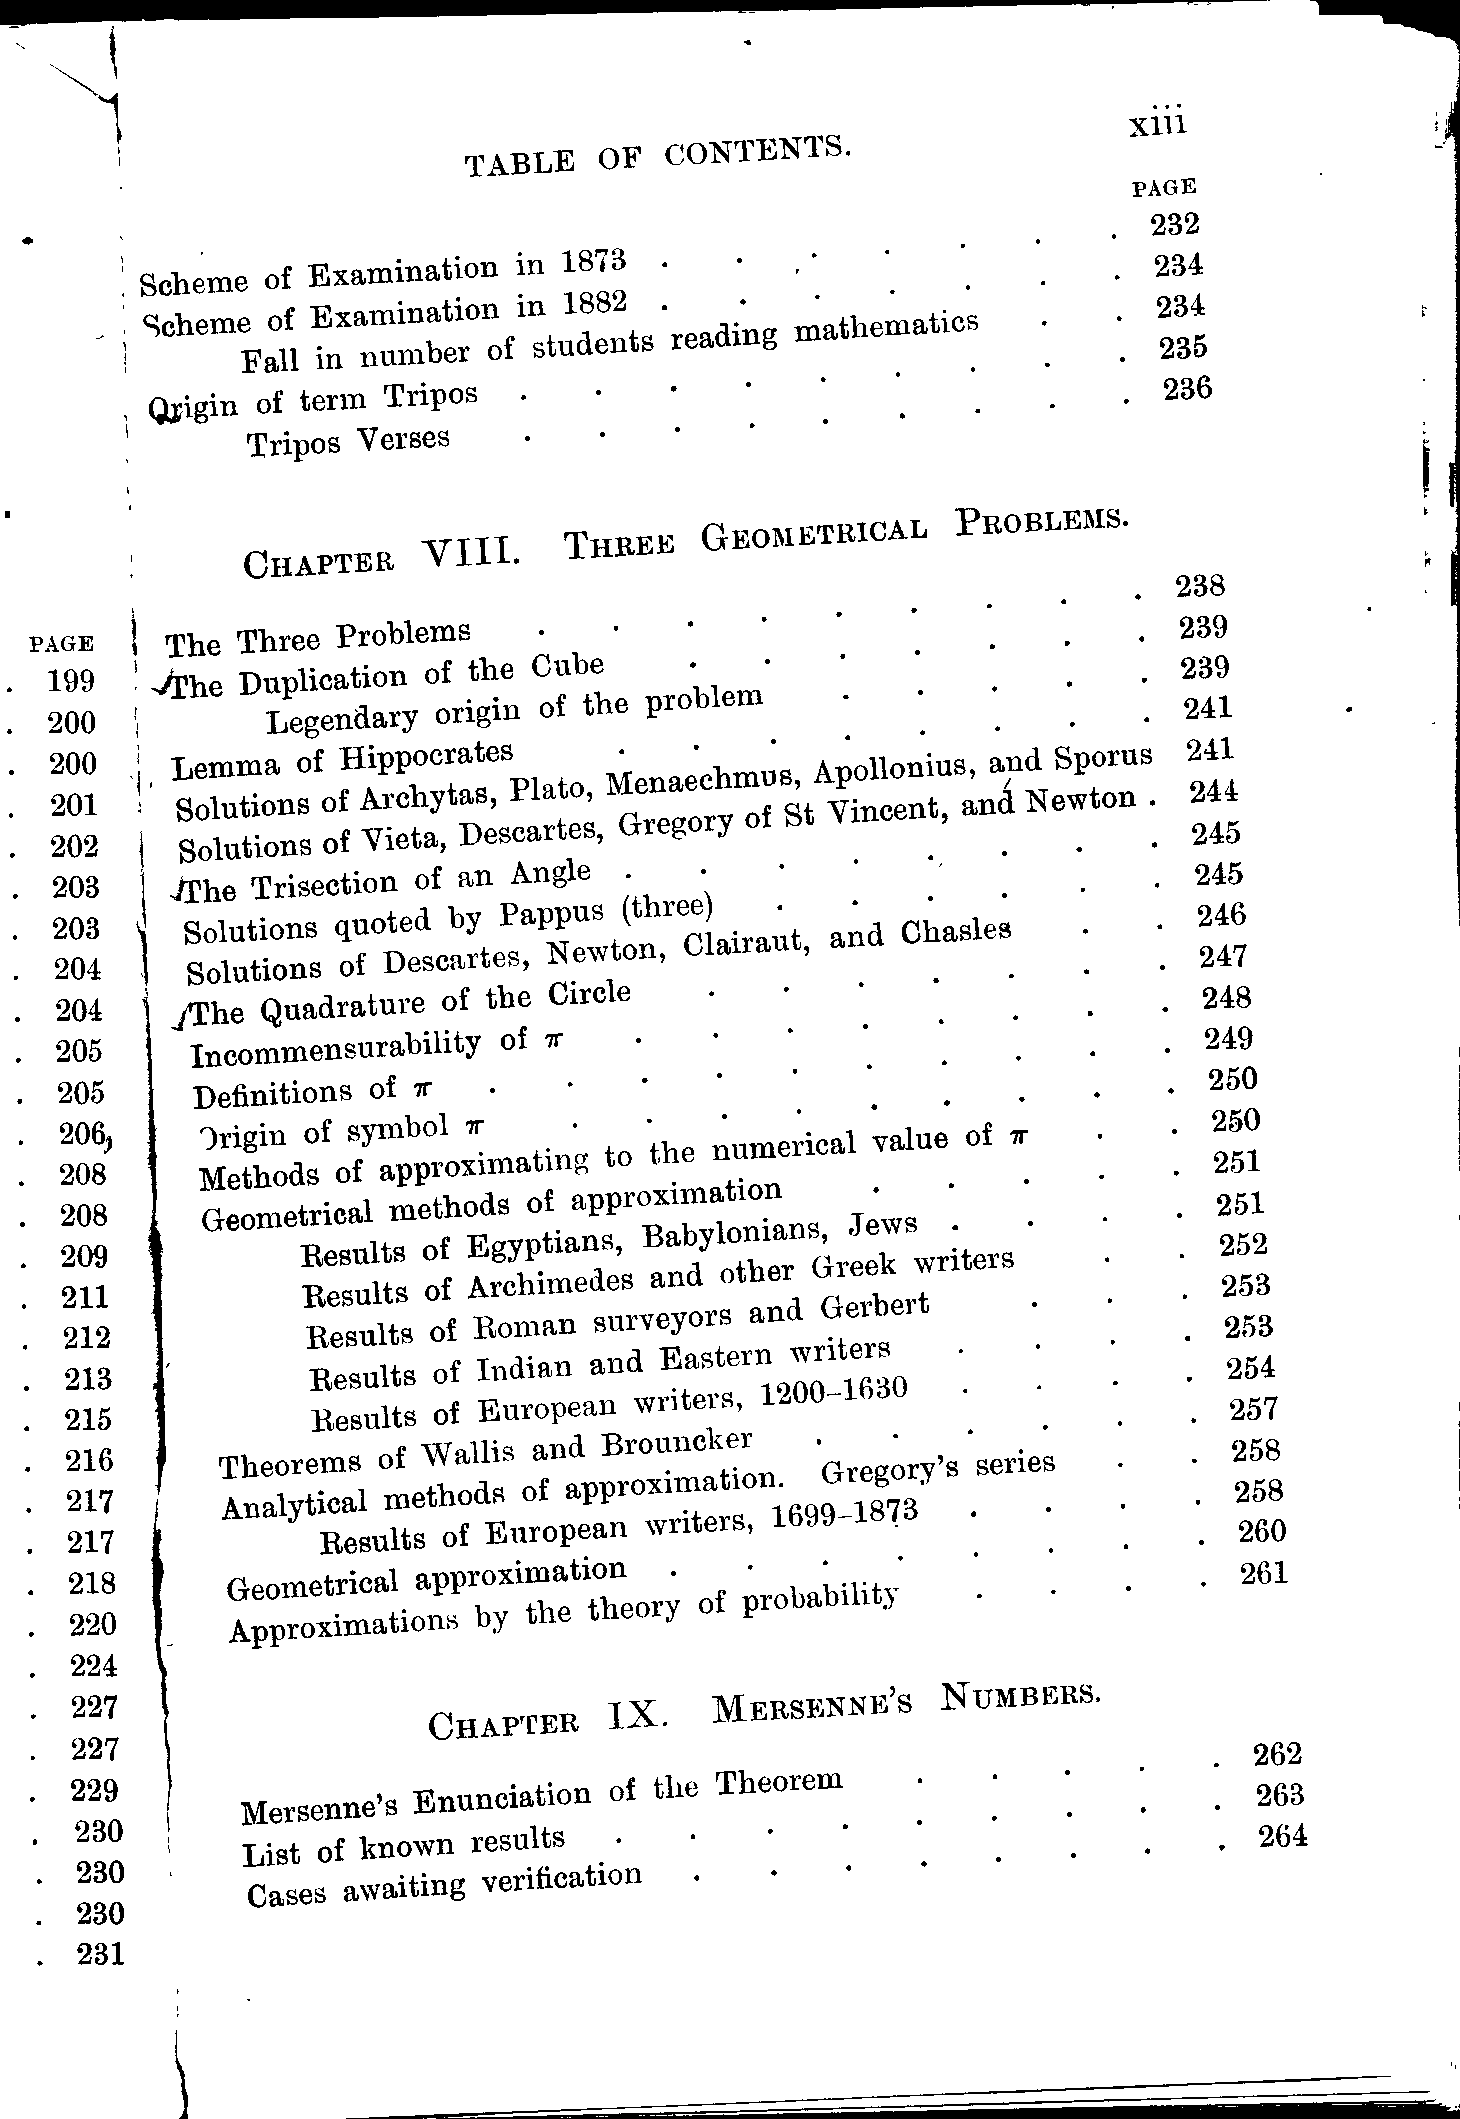 PAGE
. 199
. 200
. 200
. 201
. 202
. 203
. 203
. 204
. 204
. 205
. 205
. 206,
. 208
. 208
. 209
. 211
. 212
. 213
. 215
. 216
. 217
. 217
. 218
. 220
. 224
. 227
. 227
. 229
. 230
. 230
. 230
. 231
TABLE OF CONTENTS. xiii
PAGE
Scheme of Examination in 1873 . . . . . . . 232
Scheme of Examination in 1882 . . . . . . . 234
Fall in number of students reading mathematics . . 234
Origin of term Tripos . . . . . . . . . 235
Tripos Verses . . . . . . . . . 236
CHAPTER VIII. THREE GEOMETRICAL PROBLEMS.
The Three Problems . . . . . . . . . 238
The Duplication of the Cube . . . . . . . 239
Legendary origin of the problem . . . . . 239
Lemma of Hippocrates . . . . . . . . 241
Solutions of Archytas, Plato, Menaechmus, Apollonius, and Sporus 241
Solutions of Vieta, Descartes, Gregory of St Vincent, and Newton . 244
The Trisection of an Angle . . . . . . . . 245
Solutions quoted by Pappus (three) . . . . . . 245
Solutions of Descartes, Newton, Clairaut, and Chasles . . 246
The Quadrature of the Circle . . . . . . . 247
Incommensurability of π . . . . . . . . 248
Definitions of π . . . . . . . . . . 249
Origin of symbol π . . . . . . . . . 250
Methods of approximating to the numerical value of π . . 250
Geometrical methods of approximation . . . . . 251
Results of Egyptians, Babylonians, Jews . . . . 251
Results of Archimedes and other Greek writers . . 252
Results of Roman surveyors and Gerbert . . . 253
Results of Indian and Eastern writers . . . . 253
Results of European writers, 1200–1630 . . . . 254
Theorems of Wallis and Brouncker . . . . . . 257
Analytical methods of approximation. Gregory's series . . 258
Results of European writers, 1699–1873 . . . . 258
Geometrical approximation . . . . . . . . 260
Approximations by the theory of probability . . . . 261
CHAPTER IX. MERSENNE'S NUMBERS.
Mersenne's Enunciation of the Theorem . . . . . 262
List of known results . . . . . . . . . 263
Cases awaiting verification . . . . . . . . 264